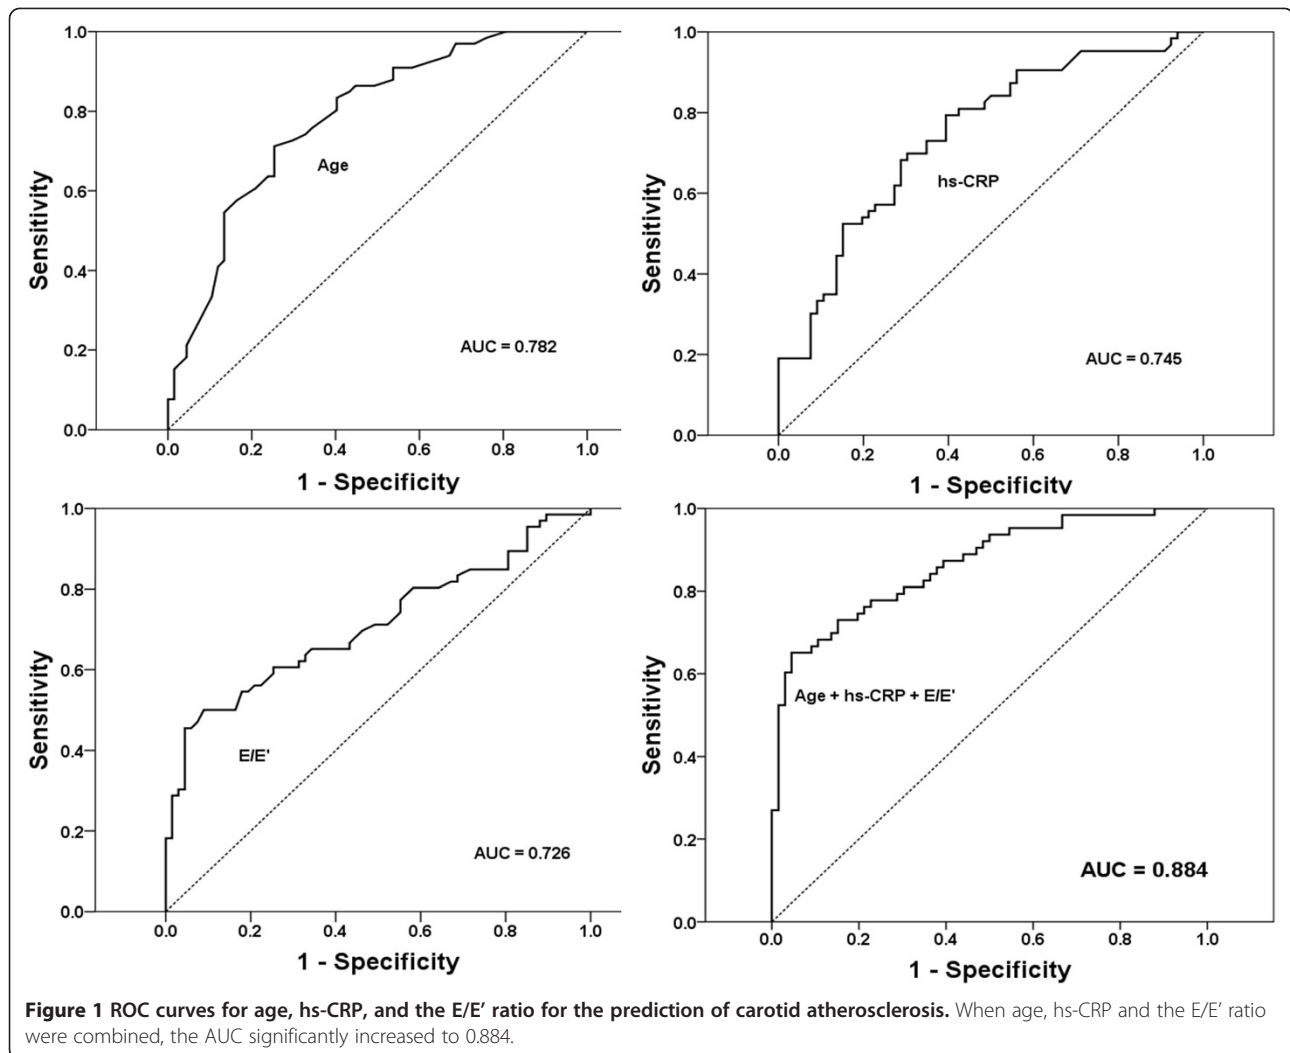 1.0
0.8
0.6
0.4
0.2
0.0
Sensitivity
Age
AUC = 0.782
0.0 0.2 0.4 0.6 0.8 1.0
1 - Specificity
1.0
0.8
0.6
0.4
0.2
0.0
Sensitivity
hs-CRP
AUC = 0.745
0.0 0.2 0.4 0.6 0.8 1.0
1 - Specificity
1.0
0.8
0.6
0.4
0.2
0.0
Sensitivity
E/E'
AUC = 0.726
0.0 0.2 0.4 0.6 0.8 1.0
1 - Specificity
1.0
0.8
0.6
0.4
0.2
0.0
Sensitivity
Age + hs-CRP + E/E'
AUC = 0.884
0.0 0.2 0.4 0.6 0.8 1.0
1 - Specificity
Figure 1 ROC curves for age, hs-CRP, and the E/E’ ratio for the prediction of carotid atherosclerosis. When age, hs-CRP and the E/E’ ratio
were combined, the AUC significantly increased to 0.884.